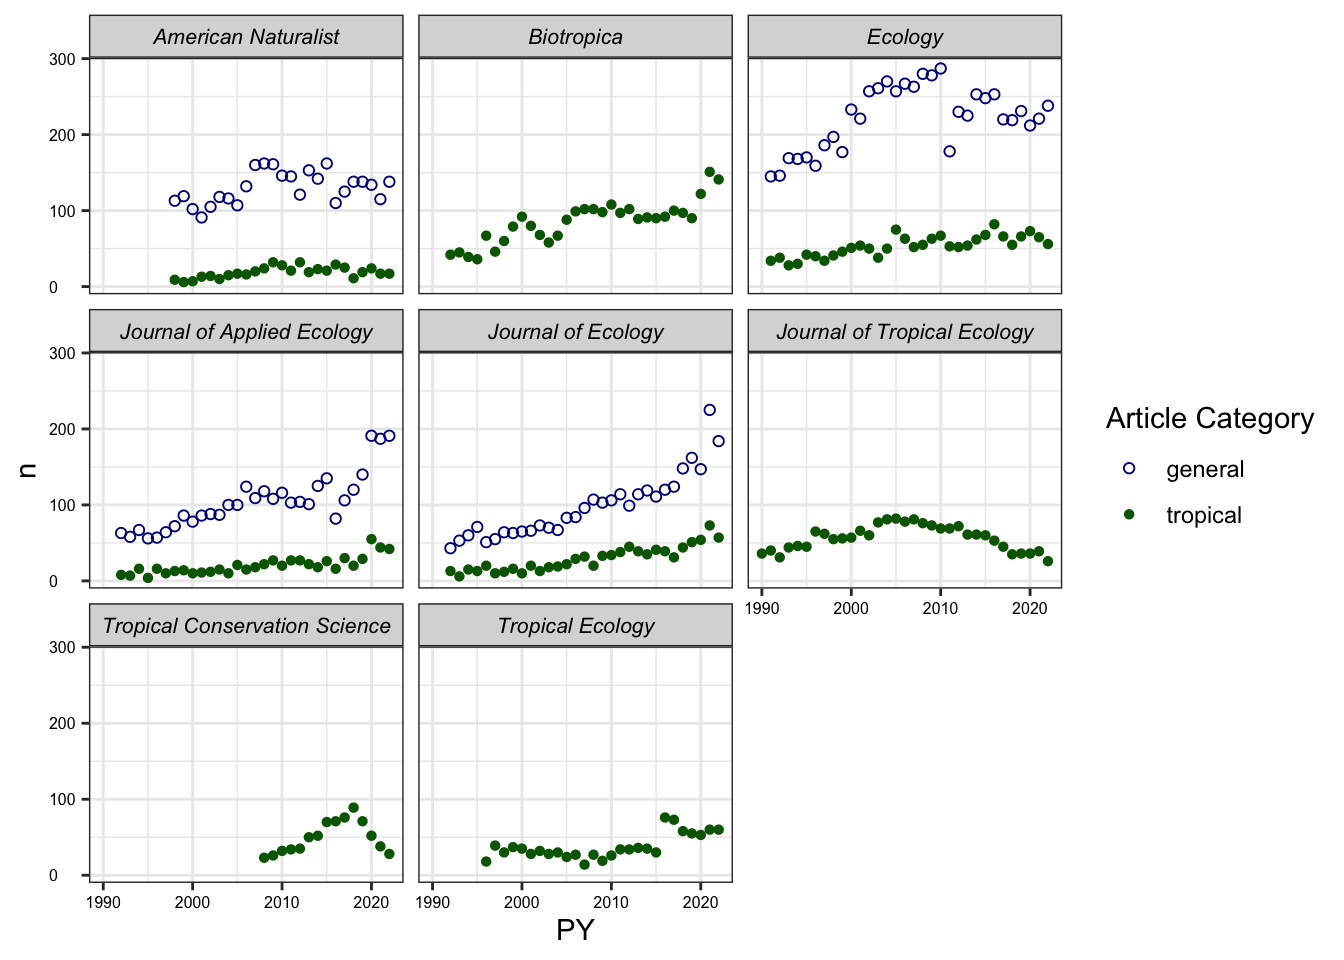 American Naturalist
Biotropica
Ecology
300
200
100
0
Journal of Applied Ecology
Journal of Ecology
Journal of Tropical Ecology
300
200
100
0
1990 2000 2010 2020
Tropical Conservation Science
Tropical Ecology
300
200
100
0
1990 2000 2010 2020
1990 2000 2010 2020
PY
n
Article Category
general
tropical